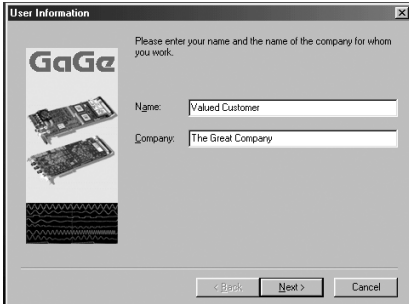 User Information
Please enter your name and the name of the company for whom
you work.
GaGe
Name: Valued Customer
Company: The Great Company
< Back Next > Cancel